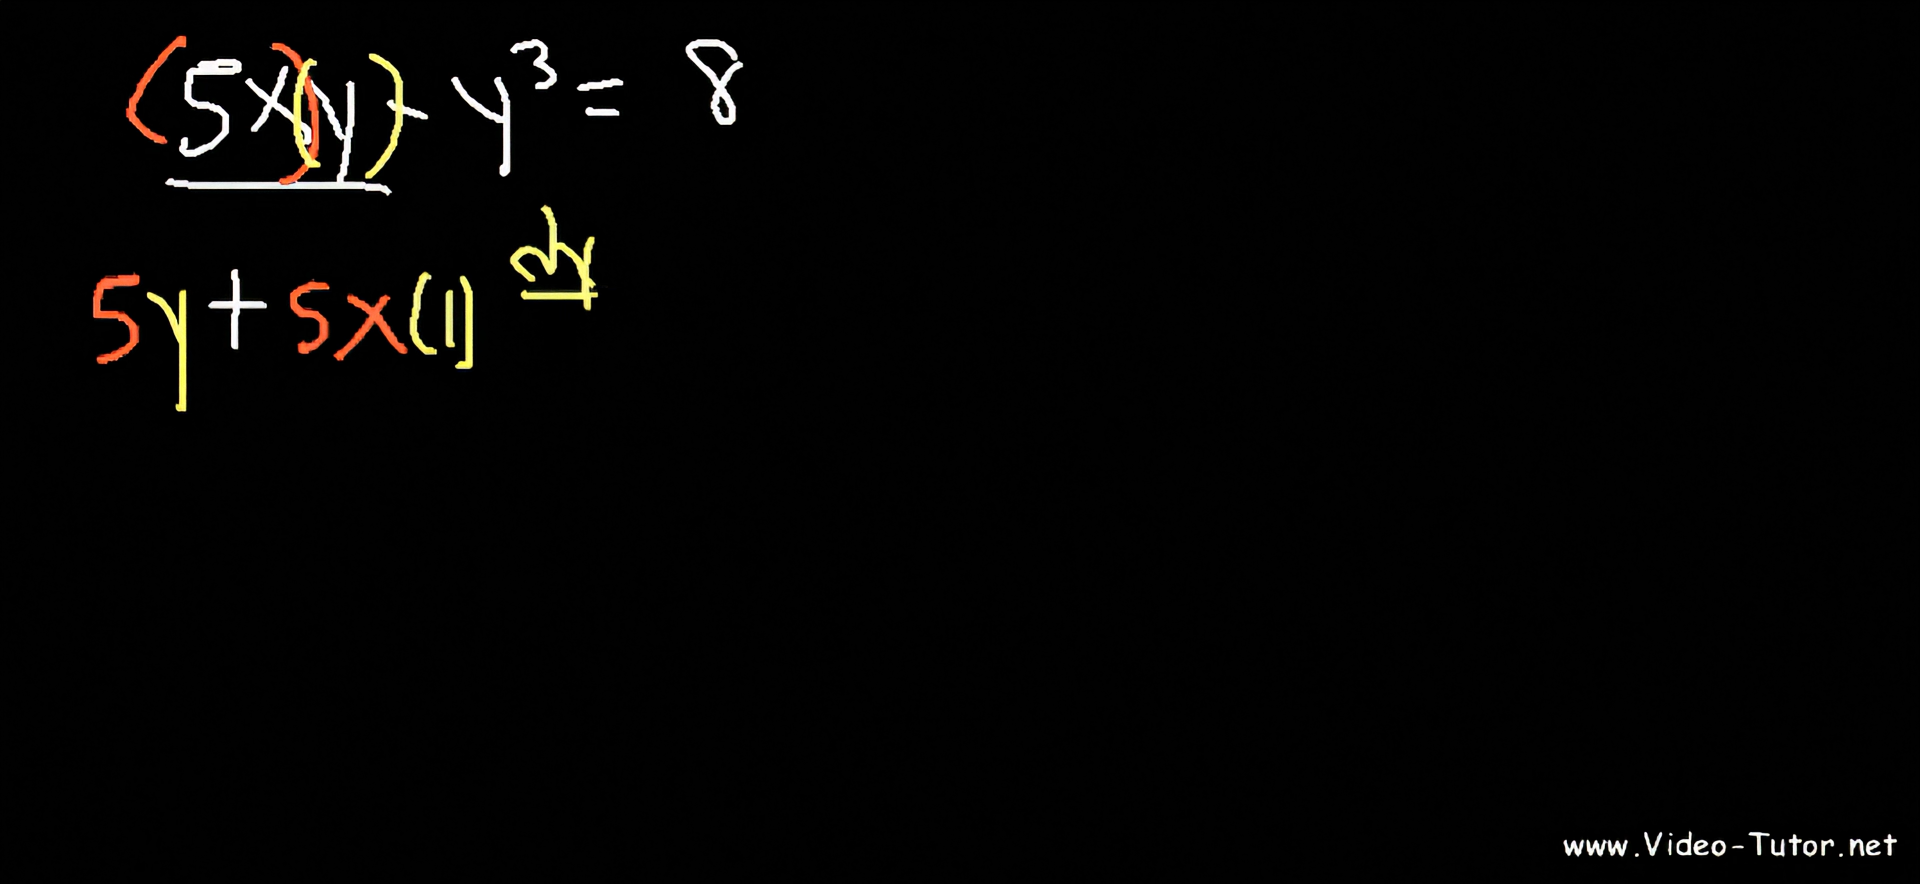 (5x)(y) - y³ = 8
5y + 5x(1) dy
www.Video-Tutor.net